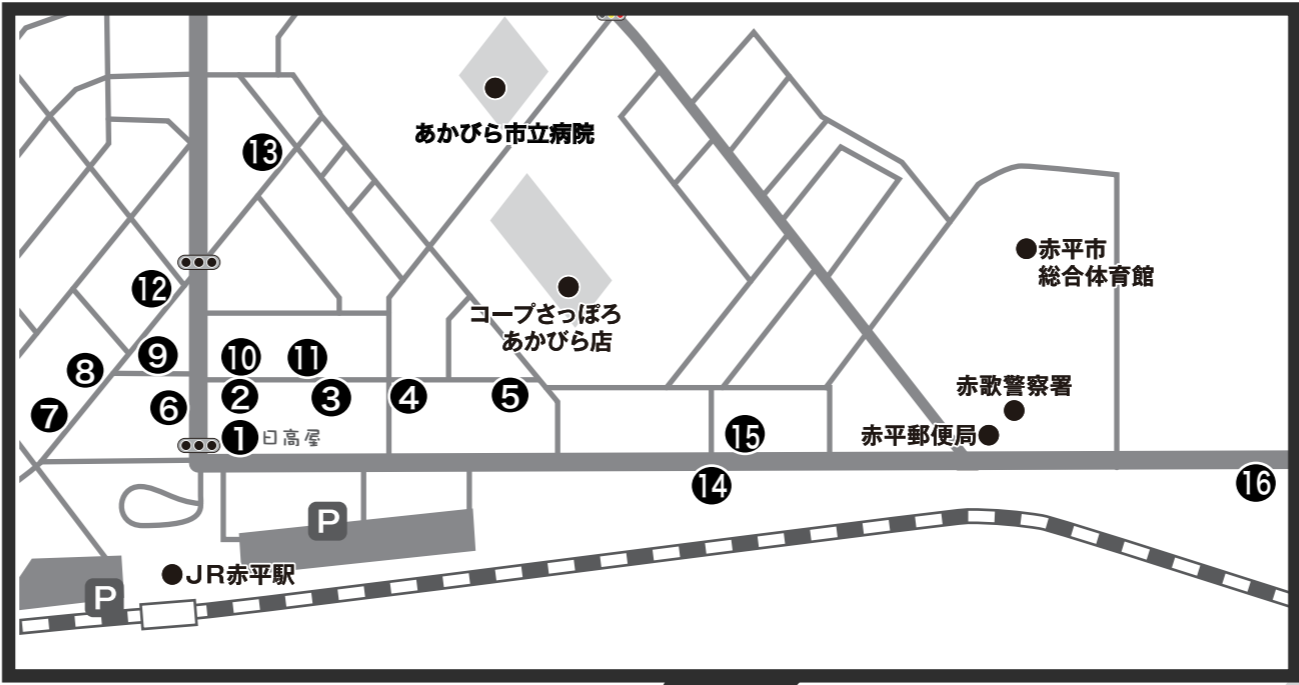 あかびら市立病院
⓭
赤平市
総合体育館
⓬
コープさっぽろ
あかびら店
❾
❿
⓫
❽
❼
❻
❷
❸
❹
❺
赤歌警察署
❶日高屋
⓯
赤平郵便局
⓮
⓰
P
JR赤平駅
P